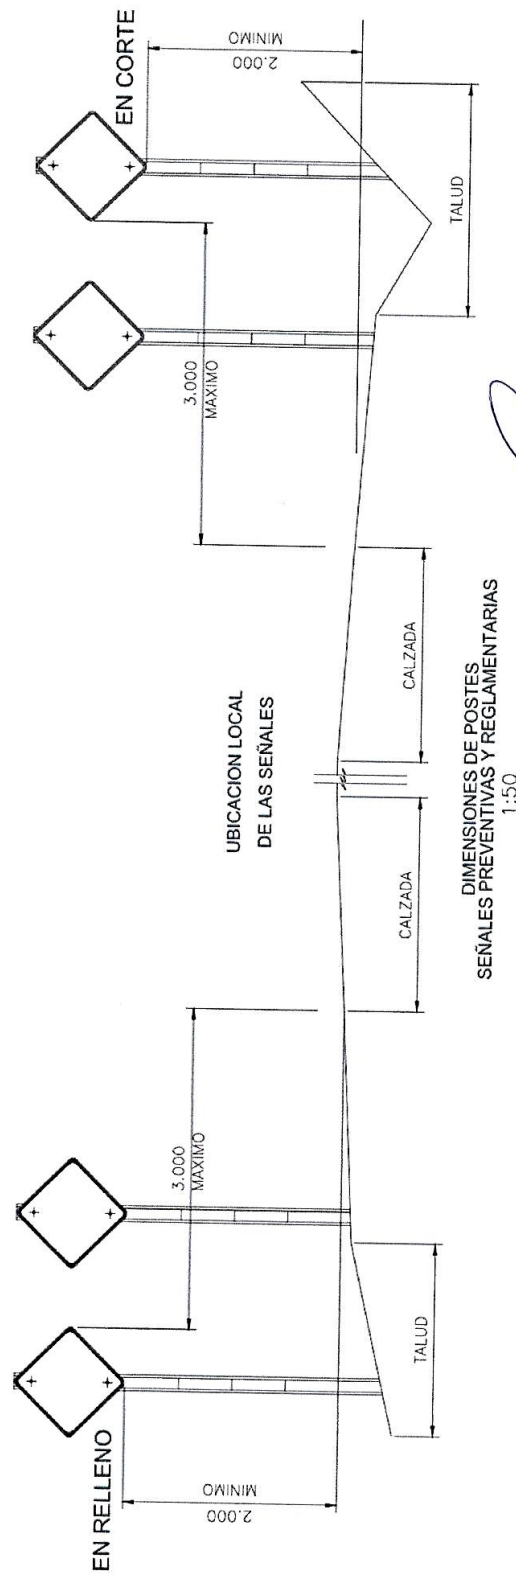 EN RELLENO
EN CORTE
2.000
MINIMO
2.000
MINIMO
3.000
MAXIMO
3.000
MAXIMO
UBICACION LOCAL
DE LAS SEÑALES
TALUD
CALZADA
CALZADA
TALUD
DIMENSIONES DE POSTES
SEÑALES PREVENTIVAS Y REGLAMENTARIAS
1:50